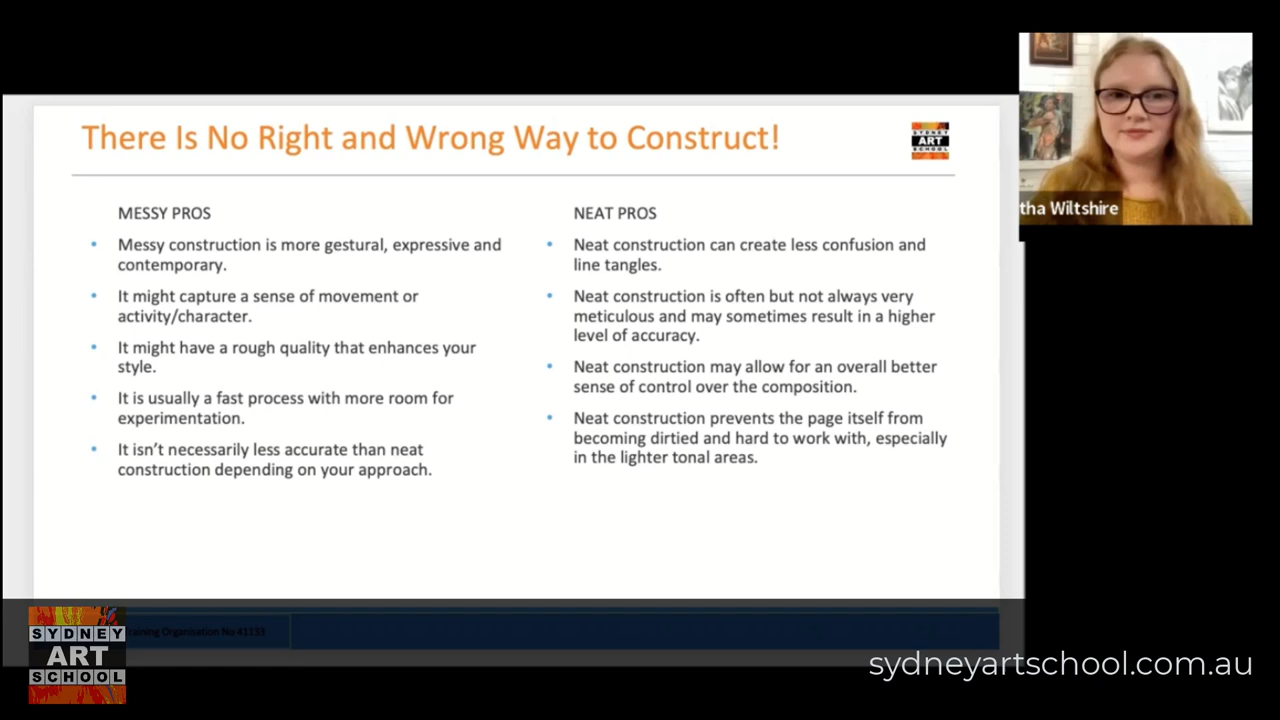 There Is No Right and Wrong Way to Construct!
SYDNEY
ART
SCHOOL
MESSY PROS
• Messy construction is more gestural, expressive and
contemporary.
• It might capture a sense of movement or
activity/character.
• It might have a rough quality that enhances your
style.
• It is usually a fast process with more room for
experimentation.
• It isn’t necessarily less accurate than neat
construction depending on your approach.
NEAT PROS
• Neat construction can create less confusion and
line tangles.
• Neat construction is often but not always very
meticulous and may sometimes result in a higher
level of accuracy.
• Neat construction may allow for an overall better
sense of control over the composition.
• Neat construction prevents the page itself from
becoming dirtied and hard to work with, especially
in the lighter tonal areas.
tha Wiltshire
Training Organisation No 41153
SYDNEY
ART
SCHOOL
sydneyartschool.com.au